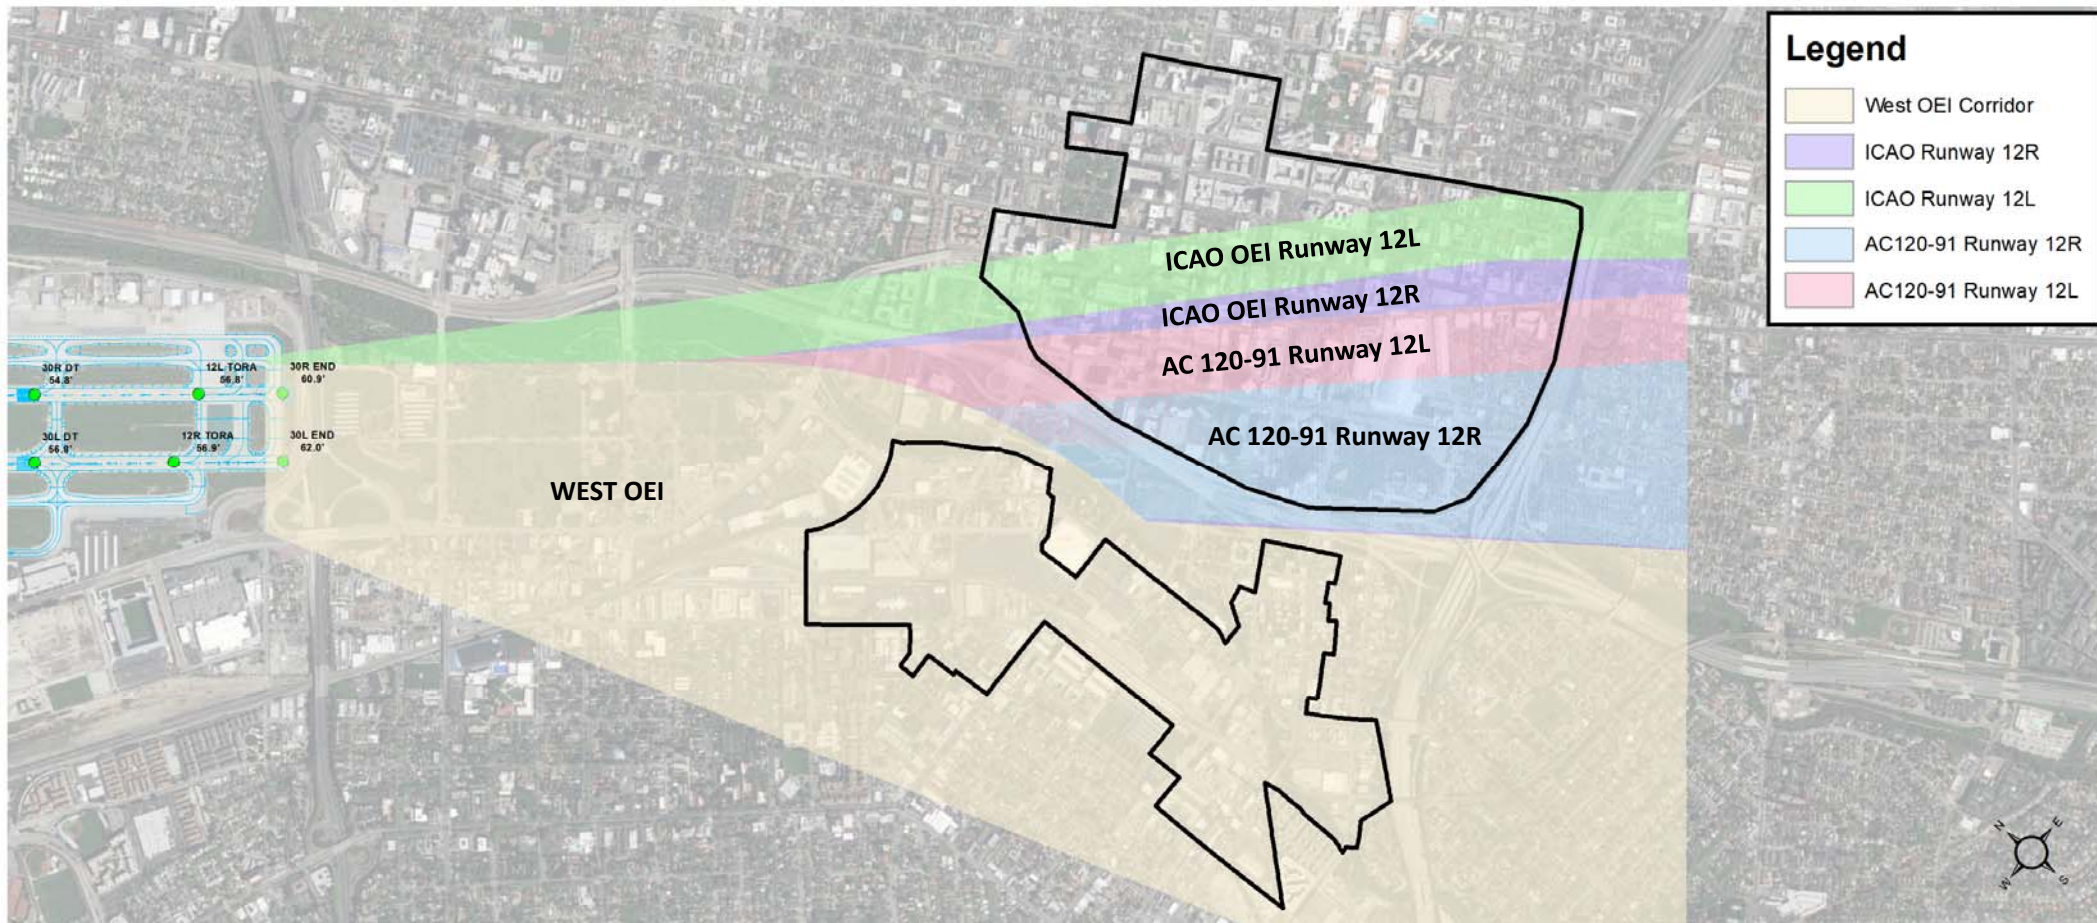 Legend
West OEI Corridor
ICAO Runway 12R
ICAO Runway 12L
AC120-91 Runway 12R
AC120-91 Runway 12L
ICAO OEI Runway 12L
ICAO OEI Runway 12R
AC 120-91 Runway 12L
AC 120-91 Runway 12R
WEST OEI
30R DT
54.8'
12L TORA
56.8'
30R END
60.9'
30L DT
56.8'
12R TORA
56.9'
30L END
62.0'
N
E
W
S